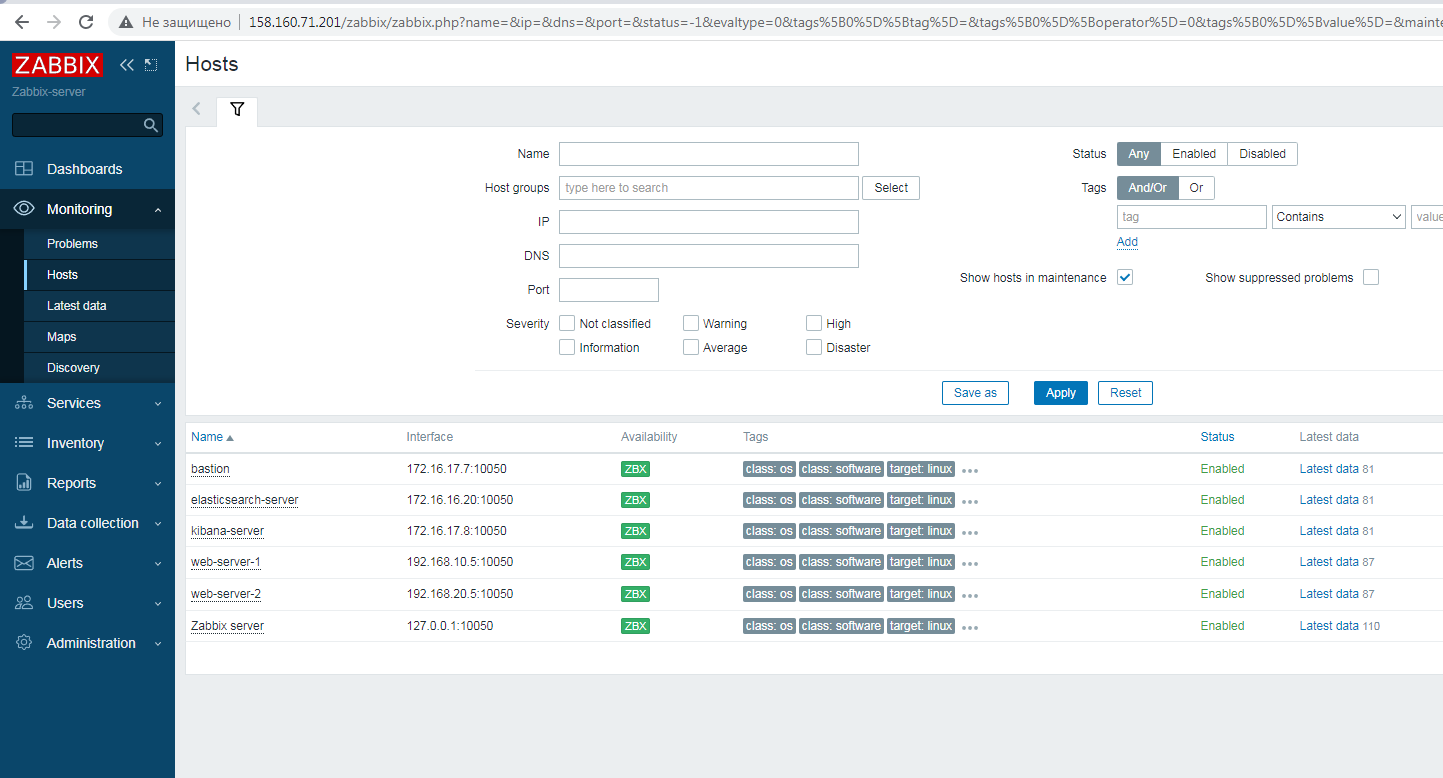 Не защищено 158.160.71.201/zabbix/zabbix.php?name=&ip=&dns=&port=&status=-1&evaltype=0&tags%5B0%5D%5Btag%5D=&tags%5B0%5D%5Boperator%5D=0&tags%5B0%5D%5Bvalue%5D=&mainte
ZABBIX
Zabbix-server
Dashboards
Monitoring
Problems
Hosts
Latest data
Maps
Discovery
Services
Inventory
Reports
Data collection
Alerts
Users
Administration
Hosts
Name
Host groups type here to search Select
IP
DNS
Port
Severity Not classified Warning High
Information Average Disaster
Status Any Enabled Disabled
Tags And/Or Or
tag Contains value
Add
Show hosts in maintenance Show suppressed problems
Save as Apply Reset
Name Interface Availability Tags Status Latest data
bastion 172.16.17.7:10050 ZBX class: os class: software target: linux Enabled Latest data 81
elasticsearch-server 172.16.16.20:10050 ZBX class: os class: software target: linux Enabled Latest data 81
kibana-server 172.16.17.8:10050 ZBX class: os class: software target: linux Enabled Latest data 81
web-server-1 192.168.10.5:10050 ZBX class: os class: software target: linux Enabled Latest data 87
web-server-2 192.168.20.5:10050 ZBX class: os class: software target: linux Enabled Latest data 87
Zabbix server 127.0.0.1:10050 ZBX class: os class: software target: linux Enabled Latest data 110